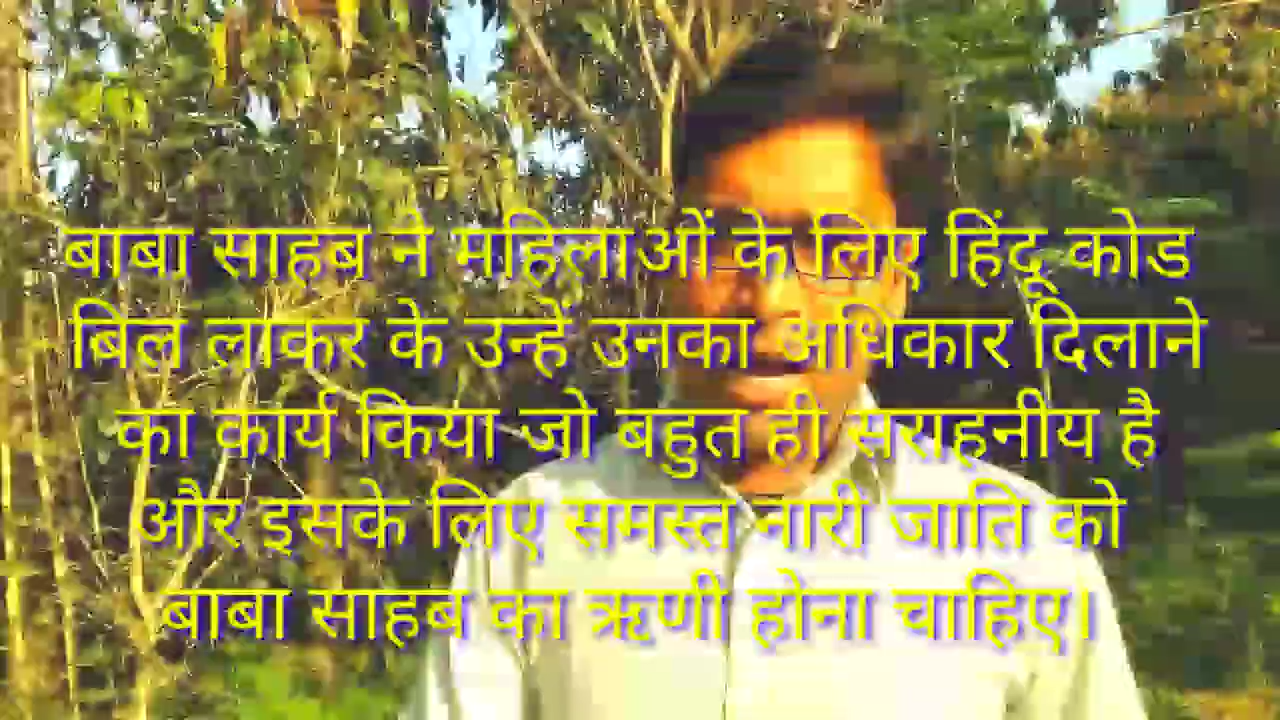 बाबा साहब ने महिलाओं के लिए हिंदू कोड
बिल लाकर के उन्हें उनका अधिकार दिलाने
का कार्य किया जो बहुत ही सराहनीय है
और इसके लिए समस्त नारी जाति को
बाबा साहब का ऋणी होना चाहिए।